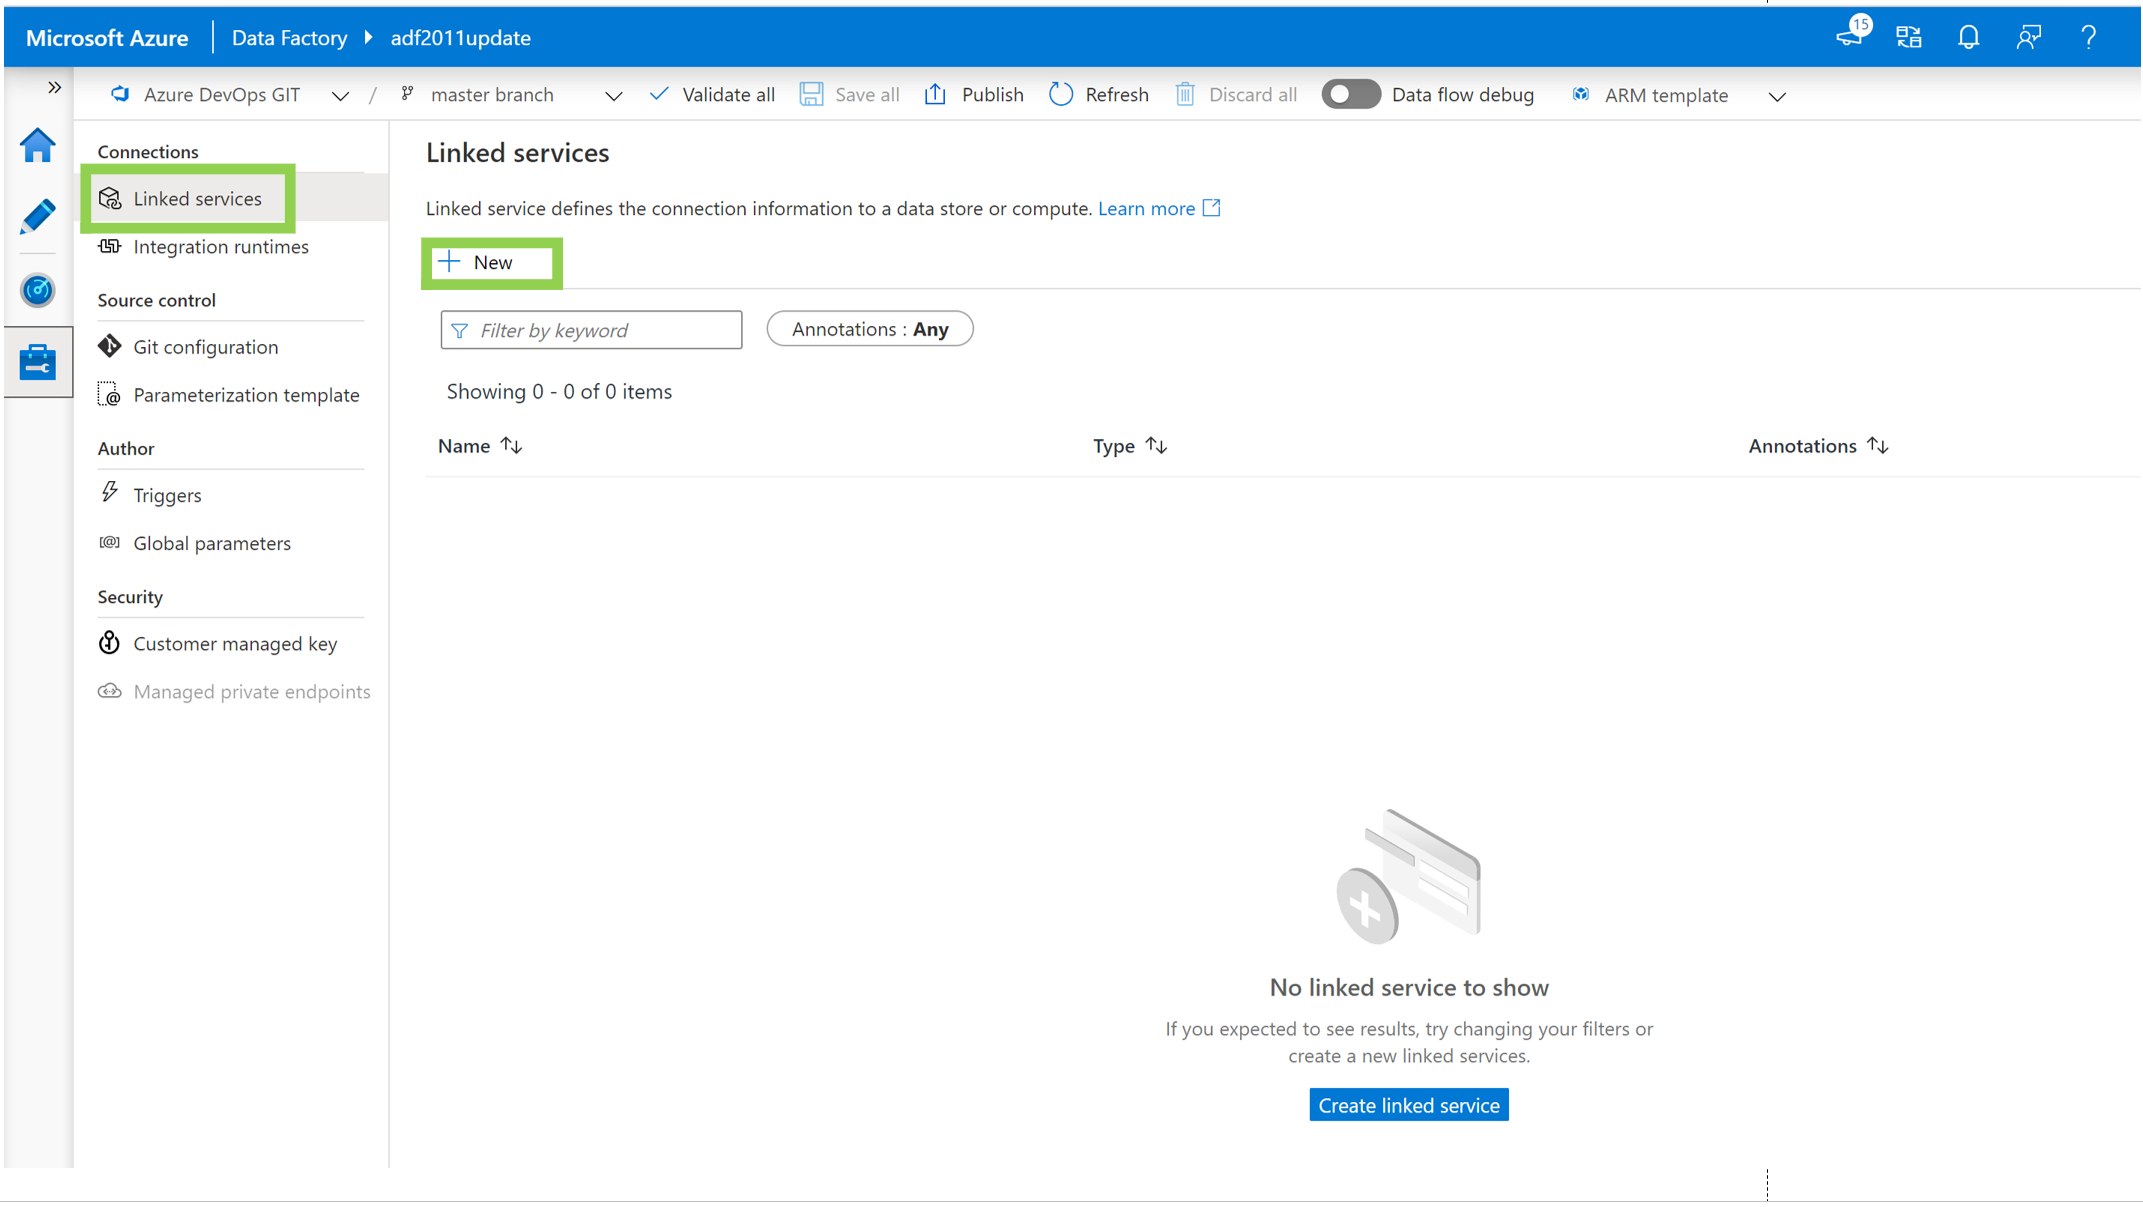 Microsoft Azure
Data Factory
adf2011update
15
?
Azure DevOps GIT
/
master branch
Validate all
Save all
Publish
Refresh
Discard all
Data flow debug
ARM template
Connections
Linked services
Integration runtimes
Source control
Git configuration
Parameterization template
Author
Triggers
Global parameters
Security
Customer managed key
Managed private endpoints
Linked services
Linked service defines the connection information to a data store or compute. Learn more
New
Filter by keyword
Annotations : Any
Showing 0 - 0 of 0 items
Name
Type
Annotations
No linked service to show
If you expected to see results, try changing your filters or
create a new linked services.
Create linked service